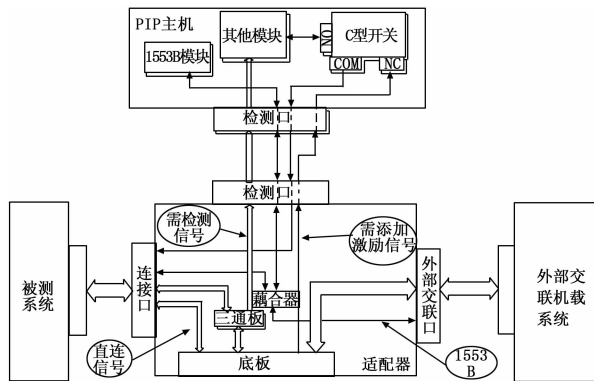 PIP主机
其他模块
NO
C型开关
1553B模块
COM
NC
检测口
检测口
需检测
信号
需添加
激励信号
被测
系统
连接口
藕合器
三通板
外部交联口
外部交
联机载
系统
直连
信号
底板
适配器
1553
B